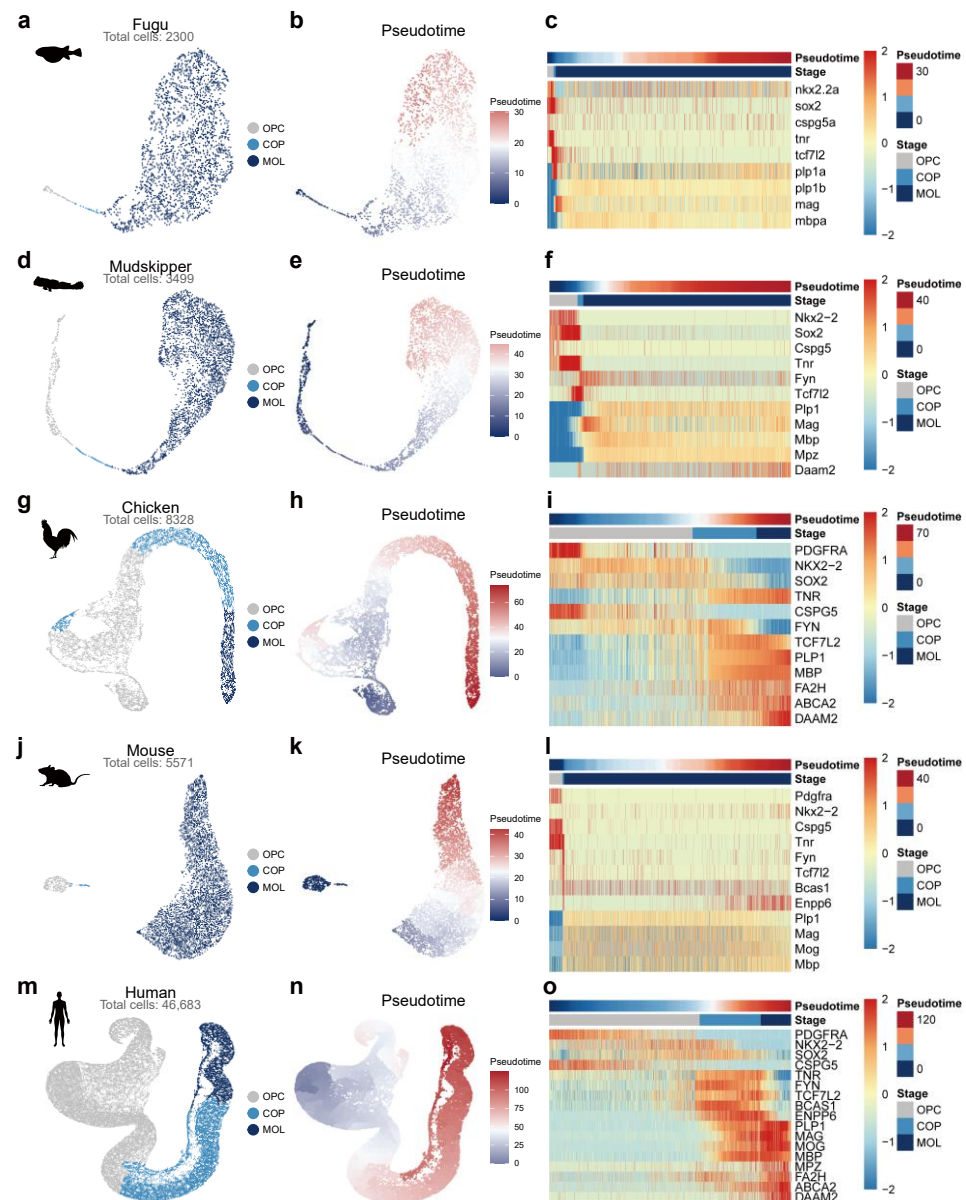 a
Fugu
Total cells: 2300
OPC
COP
MOL
b
Pseudotime
Pseudotime
30
20
10
0
c
Pseudotime
Stage
nkx2.2a
sox2
cspg5a
tnr
tcf7l2
plp1a
plp1b
mag
mbpa
2
1
0
−1
−2
Pseudotime
30
0
Stage
OPC
COP
MOL
d
Mudskipper
Total cells: 3499
OPC
COP
MOL
e
Pseudotime
Pseudotime
40
30
20
10
0
f
Pseudotime
Stage
Nkx2−2
Sox2
Cspg5
Tnr
Fyn
Tcf7l2
Plp1
Mag
Mbp
Mpz
Daam2
2
1
0
−1
−2
Pseudotime
40
0
Stage
OPC
COP
MOL
g
Chicken
Total cells: 8328
OPC
COP
MOL
h
Pseudotime
Pseudotime
60
40
20
0
i
Pseudotime
Stage
PDGFRA
NKX2−2
SOX2
TNR
CSPG5
FYN
TCF7L2
PLP1
MBP
FA2H
ABCA2
DAAM2
2
1
0
−1
−2
Pseudotime
70
0
Stage
OPC
COP
MOL
j
Mouse
Total cells: 5571
OPC
COP
MOL
k
Pseudotime
Pseudotime
40
30
20
10
0
l
Pseudotime
Stage
Pdgfra
Nkx2−2
Cspg5
Tnr
Fyn
Tcf7l2
Bcas1
Enpp6
Plp1
Mag
Mog
Mbp
2
1
0
−1
−2
Pseudotime
40
0
Stage
OPC
COP
MOL
m
Human
Total cells: 46,683
OPC
COP
MOL
n
Pseudotime
Pseudotime
125
100
75
50
25
0
o
Pseudotime
Stage
PDGFRA
NKX2−2
SOX2
CSPG5
TNR
FYN
TCF7L2
BCAS1
ENPP6
PLP1
MAG
MOG
MBP
MPZ
FA2H
ABCA2
DAAM2
2
1
0
−1
−2
Pseudotime
120
0
Stage
OPC
COP
MOL